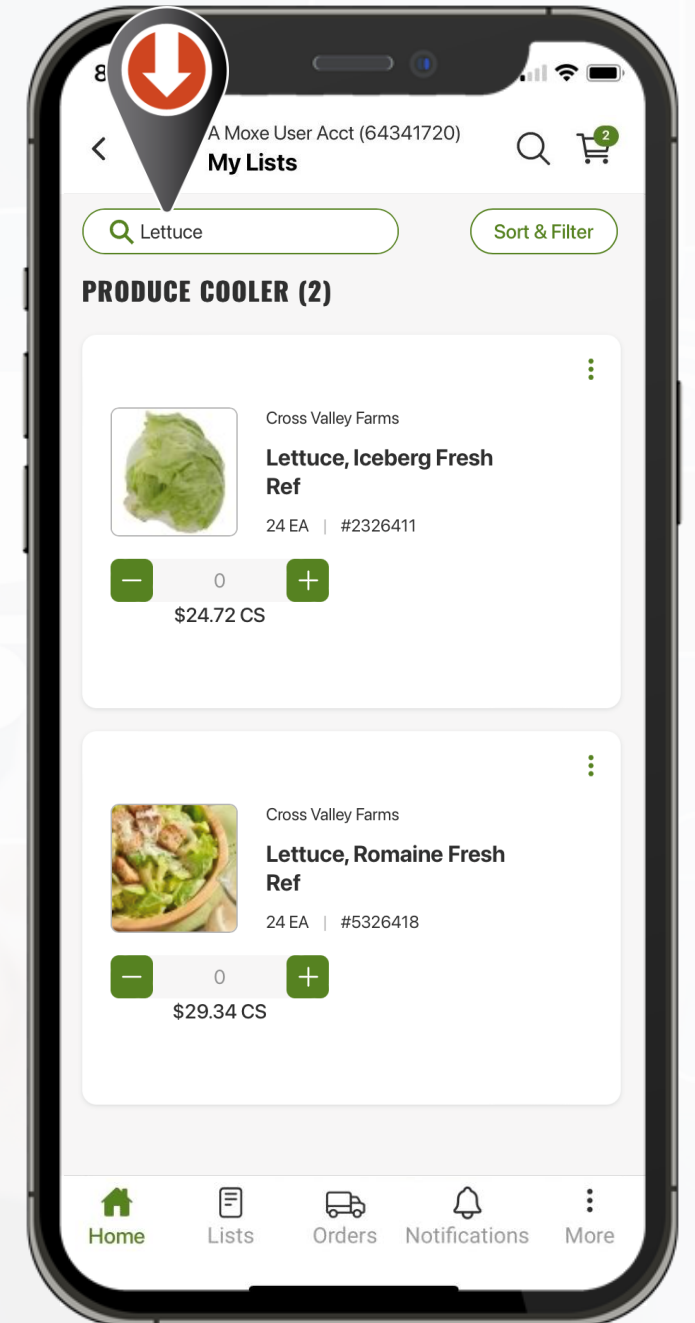 8
2
A Moxe User Acct (64341720)
My Lists
Lettuce
Sort & Filter
PRODUCE COOLER (2)
Cross Valley Farms
Lettuce, Iceberg Fresh
Ref
24 EA | #2326411
0
$24.72 CS
Cross Valley Farms
Lettuce, Romaine Fresh
Ref
24 EA | #5326418
0
$29.34 CS
Home Lists Orders Notifications More